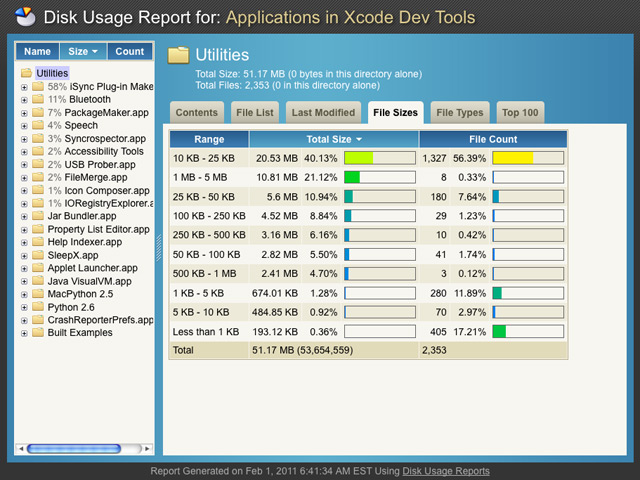 Disk Usage Report for: Applications in Xcode Dev Tools
Name Size Count
Utilities
58% iSync Plug-in Make
11% Bluetooth
7% PackageMaker.app
4% Speech
3% Syncrospector.app
2% Accessibility Tools
2% USB Prober.app
2% FileMerge.app
1% Icon Composer.app
1% IORegistryExplorer.a
Jar Bundler.app
Property List Editor.app
Help Indexer.app
SleepX.app
Applet Launcher.app
Java VisualVM.app
MacPython 2.5
Python 2.6
CrashReporterPrefs.app
Built Examples
Utilities
Total Size: 51.17 MB (0 bytes in this directory alone)
Total Files: 2,353 (0 in this directory alone)
Contents File List Last Modified File Sizes File Types Top 100
Range Total Size File Count
10 KB - 25 KB 20.53 MB 40.13% 1,327 56.39%
1 MB - 5 MB 10.81 MB 21.12% 8 0.33%
25 KB - 50 KB 5.6 MB 10.94% 180 7.64%
100 KB - 250 KB 4.52 MB 8.84% 29 1.23%
250 KB - 500 KB 3.16 MB 6.16% 10 0.42%
50 KB - 100 KB 2.82 MB 5.50% 41 1.74%
500 KB - 1 MB 2.41 MB 4.70% 3 0.12%
1 KB - 5 KB 674.01 KB 1.28% 280 11.89%
5 KB - 10 KB 484.85 KB 0.92% 70 2.97%
Less than 1 KB 193.12 KB 0.36% 405 17.21%
Total 51.17 MB (53,654,559) 2,353
Report Generated on Feb 1, 2011 6:41:34 AM EST Using Disk Usage Reports